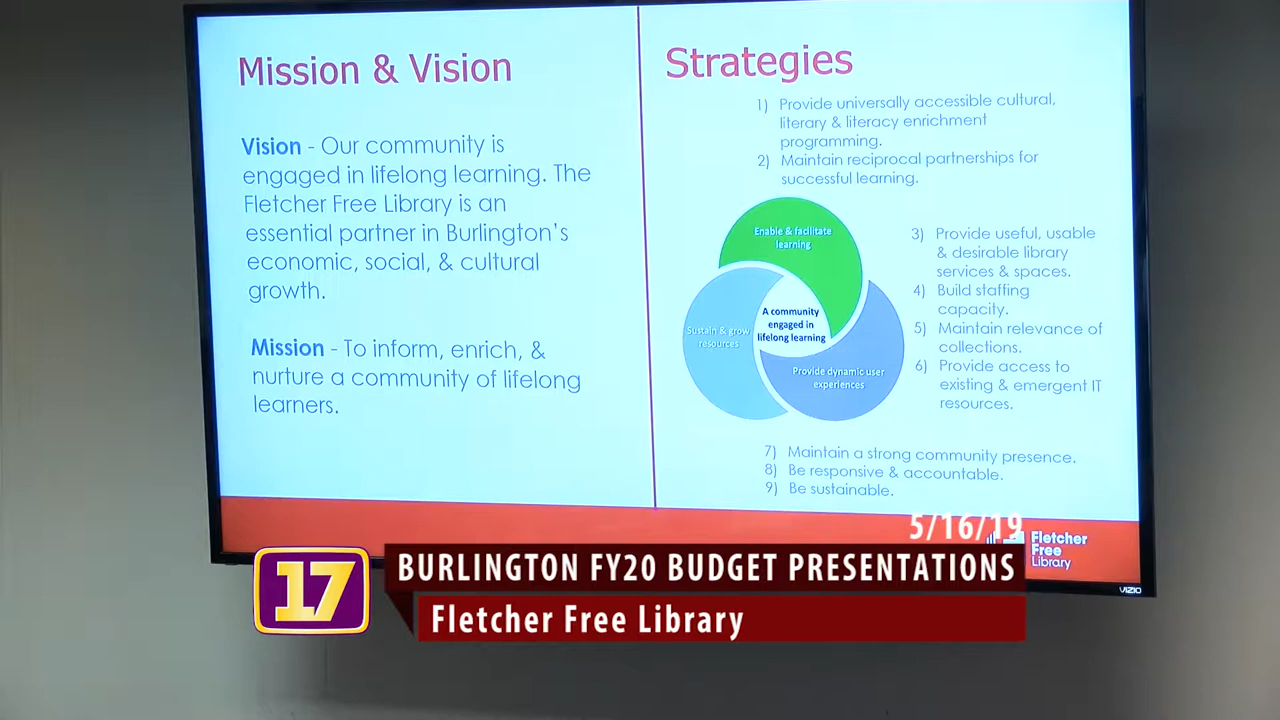 Mission & Vision
Vision - Our community is
engaged in lifelong learning. The
Fletcher Free Library is an
essential partner in Burlington's
economic, social, & cultural
growth.
Mission - To inform, enrich, &
nurture a community of lifelong
learners.
Strategies
1) Provide universally accessible cultural,
literary & literacy enrichment
programming.
2) Maintain reciprocal partnerships for
successful learning.
Enable & facilitate
learning
Sustain & grow
resources
A community
engaged in
lifelong learning
Provide dynamic user
experiences
3) Provide useful, usable
& desirable library
services & spaces.
4) Build staffing
capacity.
5) Maintain relevance of
collections.
6) Provide access to
existing & emergent IT
resources.
7) Maintain a strong community presence.
8) Be responsive & accountable.
9) Be sustainable.
Fletcher
Free
Library
VIZIO
5/16/19
17
BURLINGTON FY20 BUDGET PRESENTATIONS
Fletcher Free Library